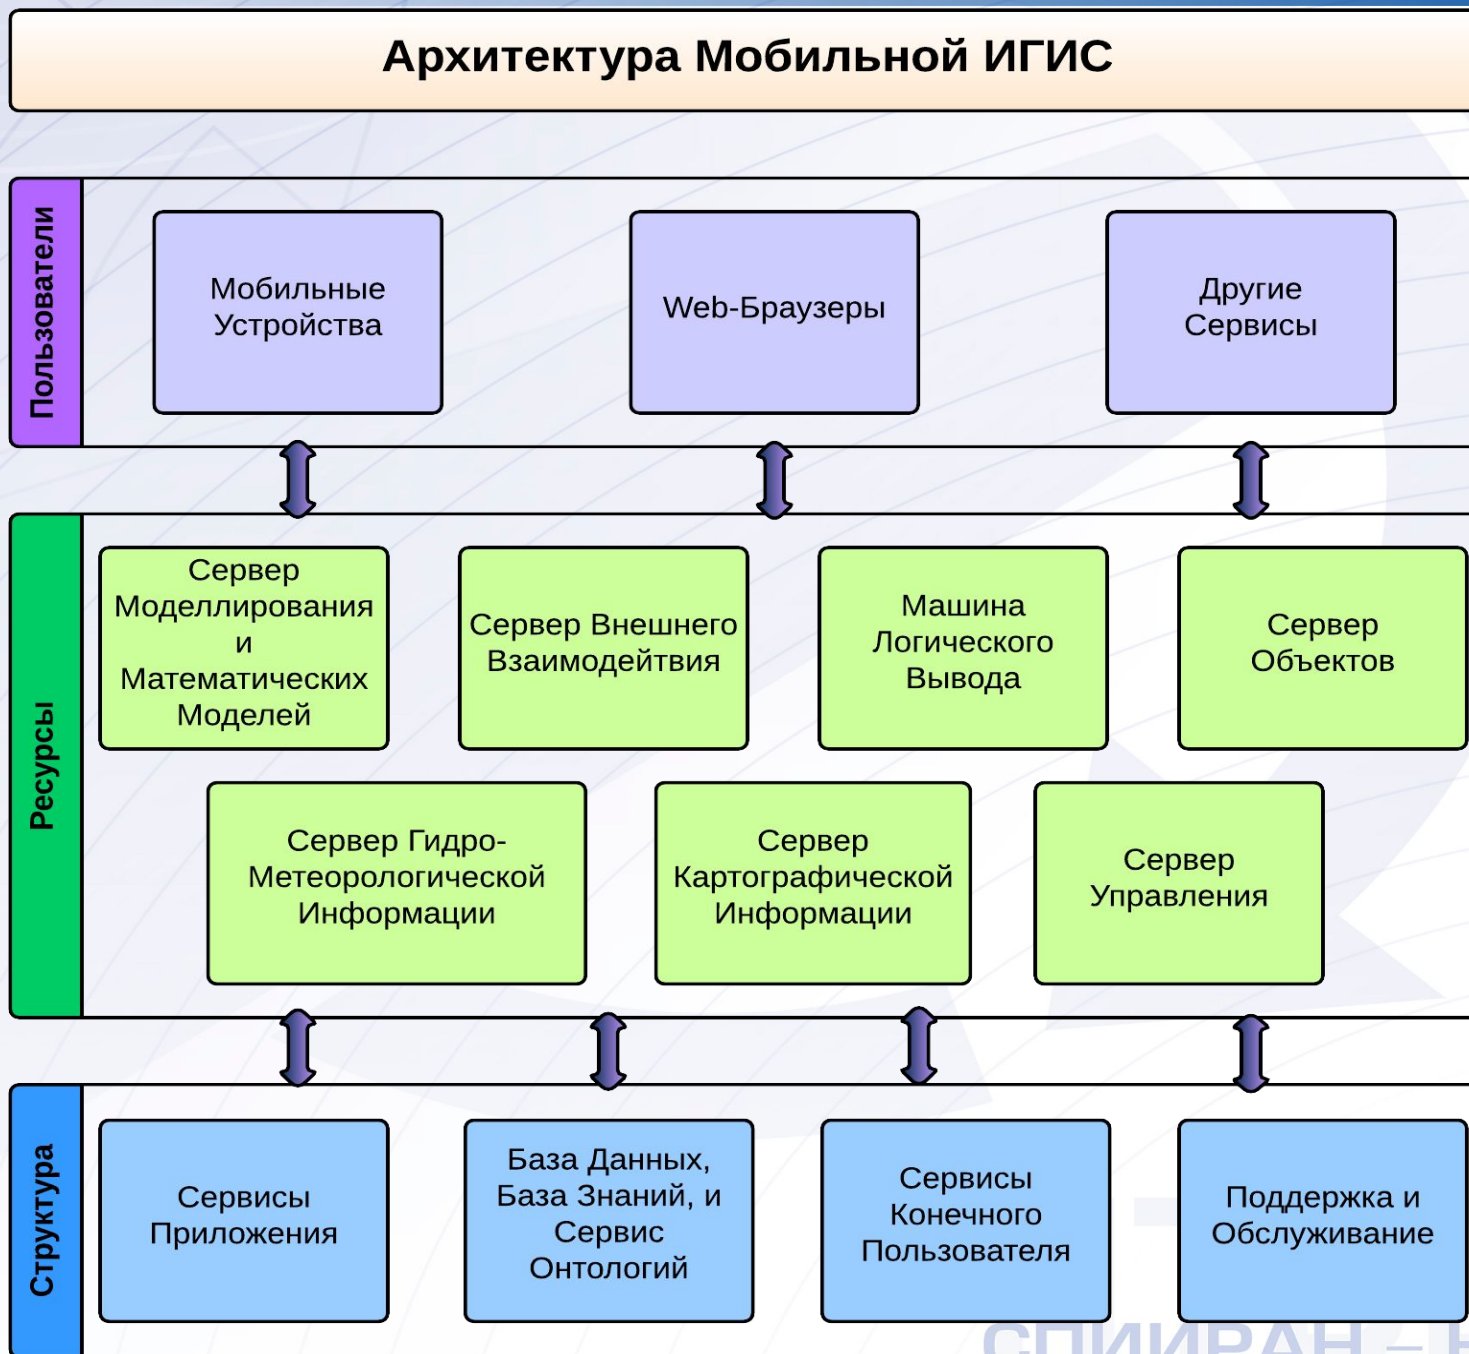 Архитектура Мобильной ИГИС
Пользователи
Мобильные
Устройства
Web-Браузеры
Другие
Сервисы
Ресурсы
Сервер
Моделлирования
и
Математических
Моделей
Сервер Внешнего
Взаимодейтвия
Машина
Логического
Вывода
Сервер
Объектов
Сервер Гидро-
Метеорологической
Информации
Сервер
Картографической
Информации
Сервер
Управления
Структура
Сервисы
Приложения
База Данных,
База Знаний, и
Сервис
Онтологий
Сервисы
Конечного
Пользователя
Поддержка и
Обслуживание
СПИИРАН –